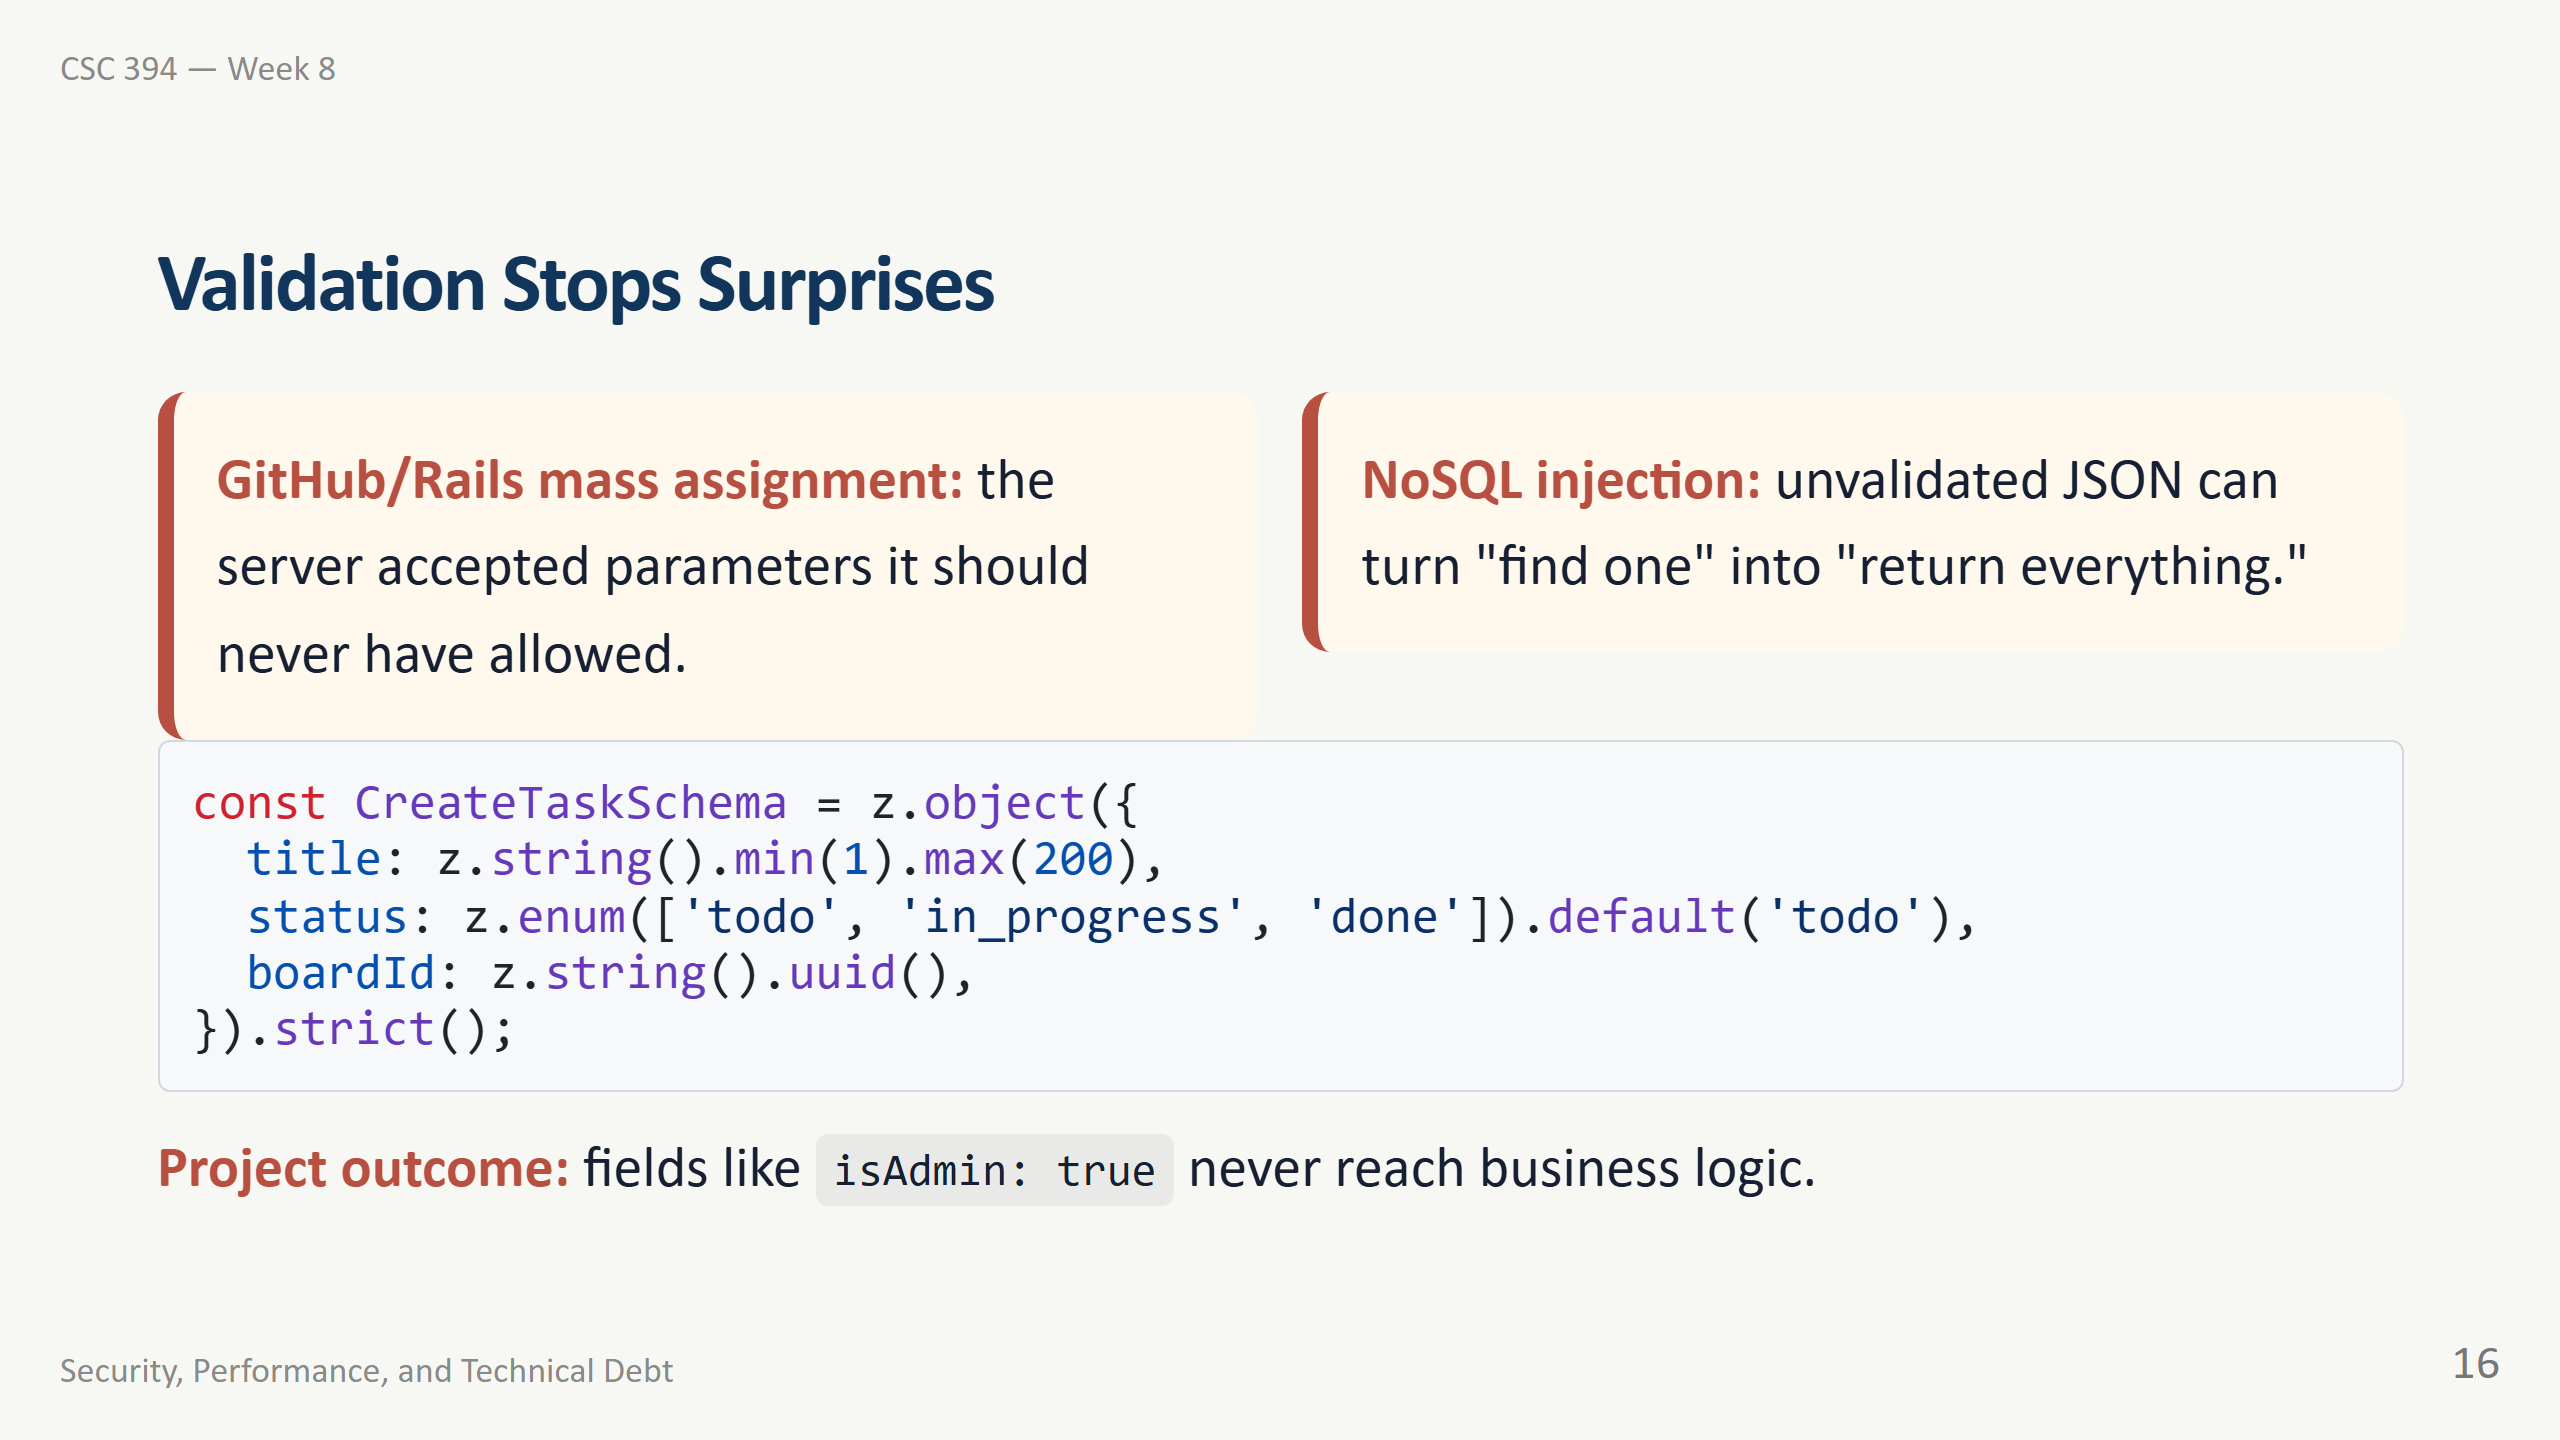 CSC 394 — Week 8
Validation Stops Surprises
GitHub/Rails mass assignment: the
server accepted parameters it should
never have allowed.
NoSQL injection: unvalidated JSON can
turn "find one" into "return everything."
const CreateTaskSchema = z.object({
  title: z.string().min(1).max(200),
  status: z.enum(['todo', 'in_progress', 'done']).default('todo'),
  boardId: z.string().uuid(),
}).strict();
Project outcome: fields like isAdmin: true never reach business logic.
Security, Performance, and Technical Debt
16